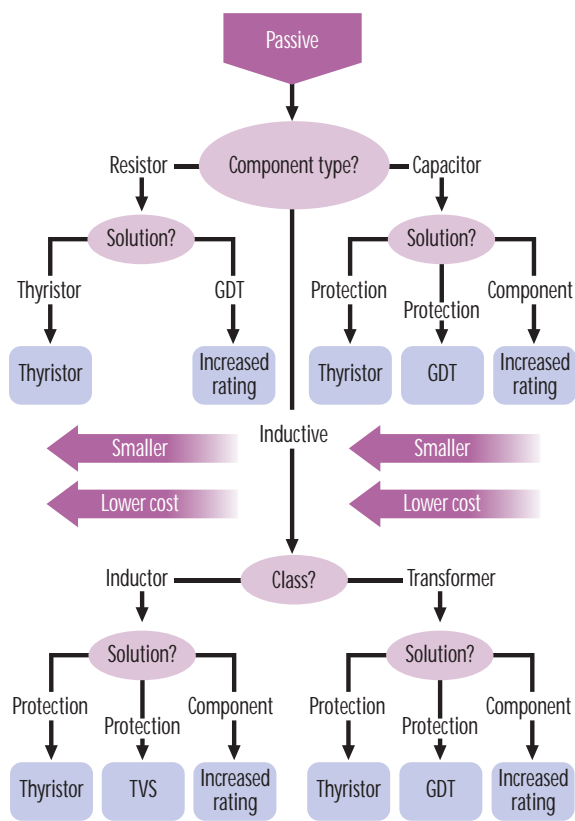 Passive
Component type?
Resistor
Capacitor
Solution?
Solution?
Thyristor
GDT
Protection
Protection
Component
Thyristor
Increased
rating
Thyristor
GDT
Increased
rating
Inductive
Smaller
Smaller
Lower cost
Lower cost
Inductor
Class?
Transformer
Solution?
Solution?
Protection
Protection
Component
Protection
Protection
Component
Thyristor
TVS
Increased
rating
Thyristor
GDT
Increased
rating